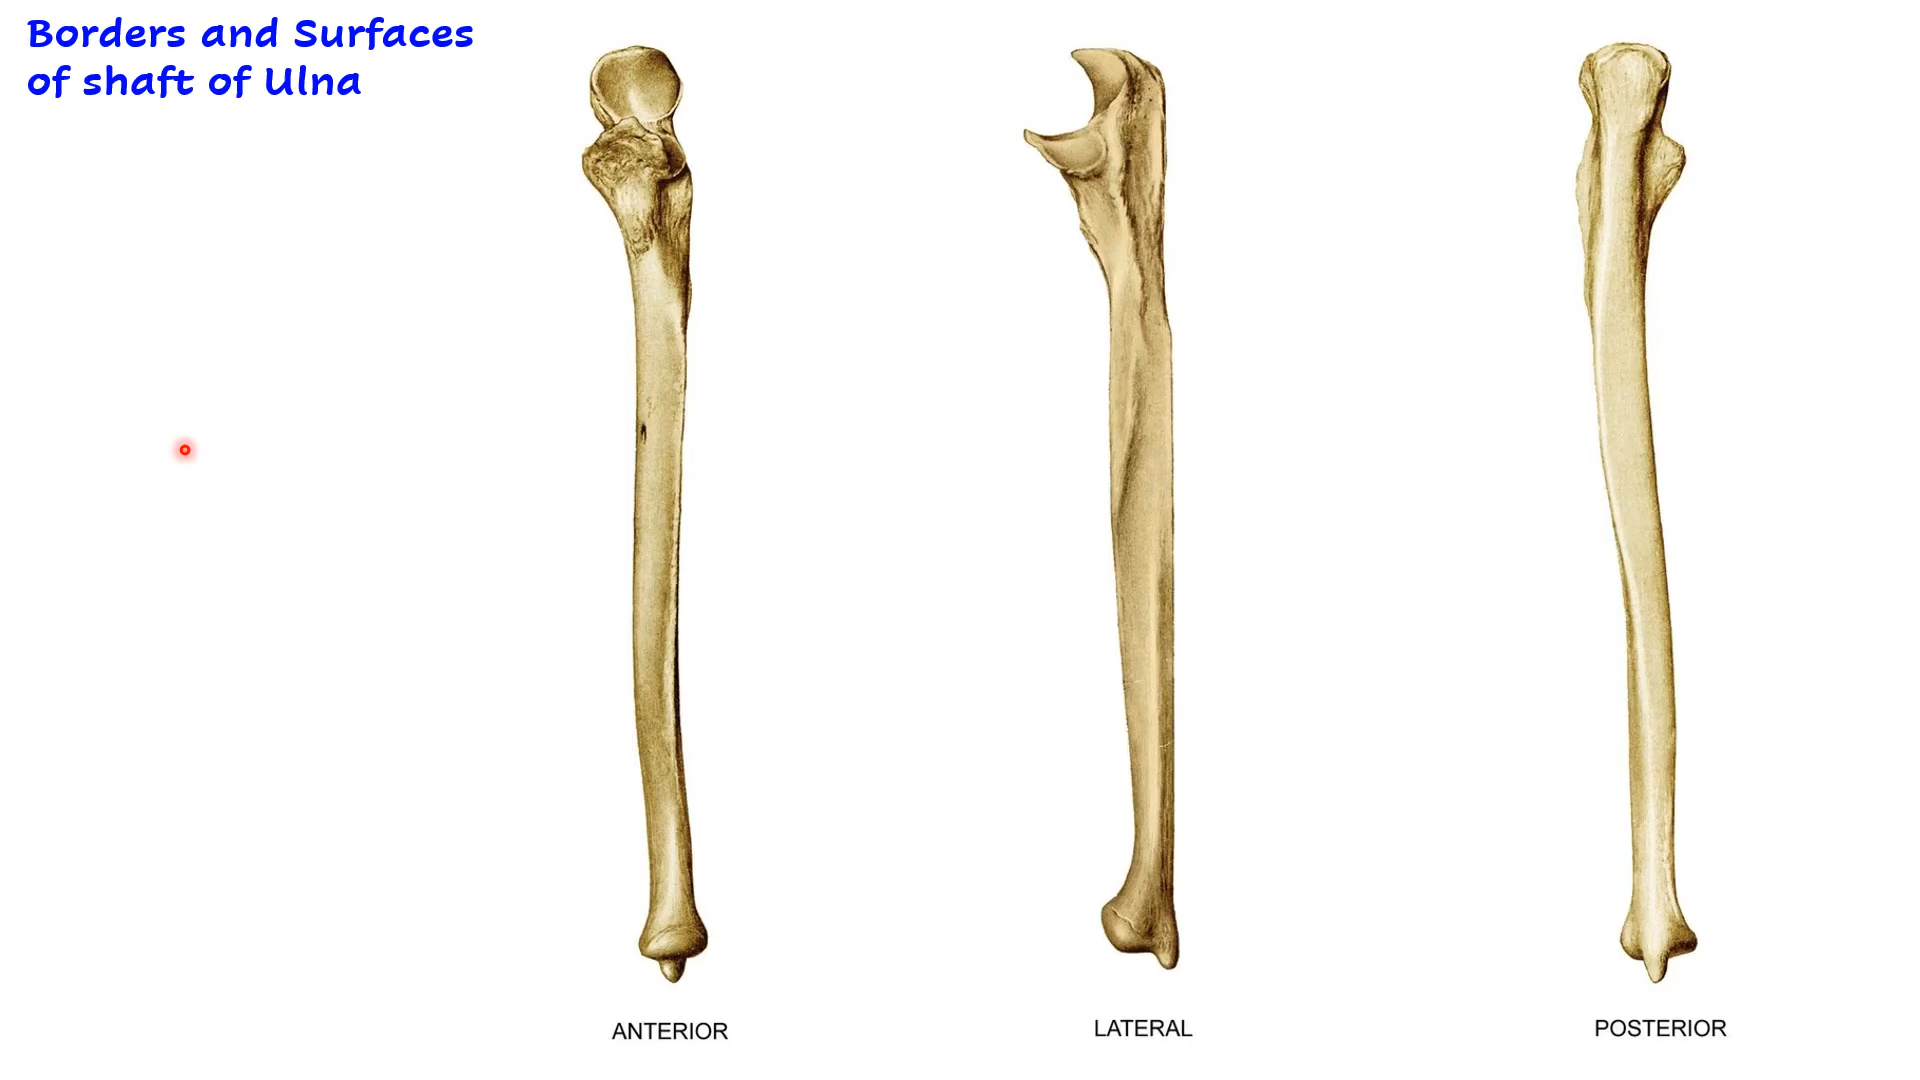 Borders and Surfaces
of shaft of Ulna
ANTERIOR
LATERAL
POSTERIOR